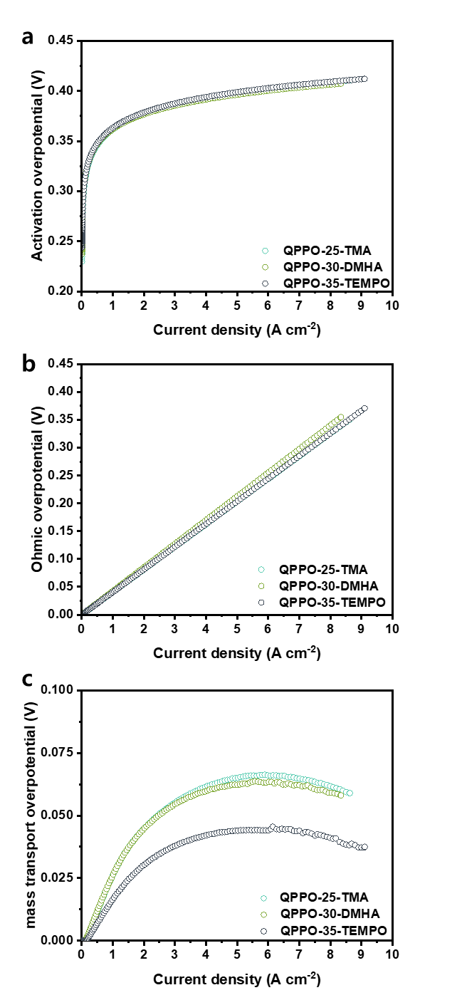 a
Activation overpotential (V)
0.45
0.40
0.35
0.30
0.25
0.20
QPPO-25-TMA
QPPO-30-DMHA
QPPO-35-TEMPO
0 1 2 3 4 5 6 7 8 9 10
Current density (A cm⁻²)
b
Ohmic overpotential (V)
0.45
0.40
0.35
0.30
0.25
0.20
0.15
0.10
0.05
0.00
QPPO-25-TMA
QPPO-30-DMHA
QPPO-35-TEMPO
0 1 2 3 4 5 6 7 8 9 10
Current density (A cm⁻²)
c
mass transport overpotential (V)
0.100
0.075
0.050
0.025
0.000
QPPO-25-TMA
QPPO-30-DMHA
QPPO-35-TEMPO
0 1 2 3 4 5 6 7 8 9 10
Current density (A cm⁻²)